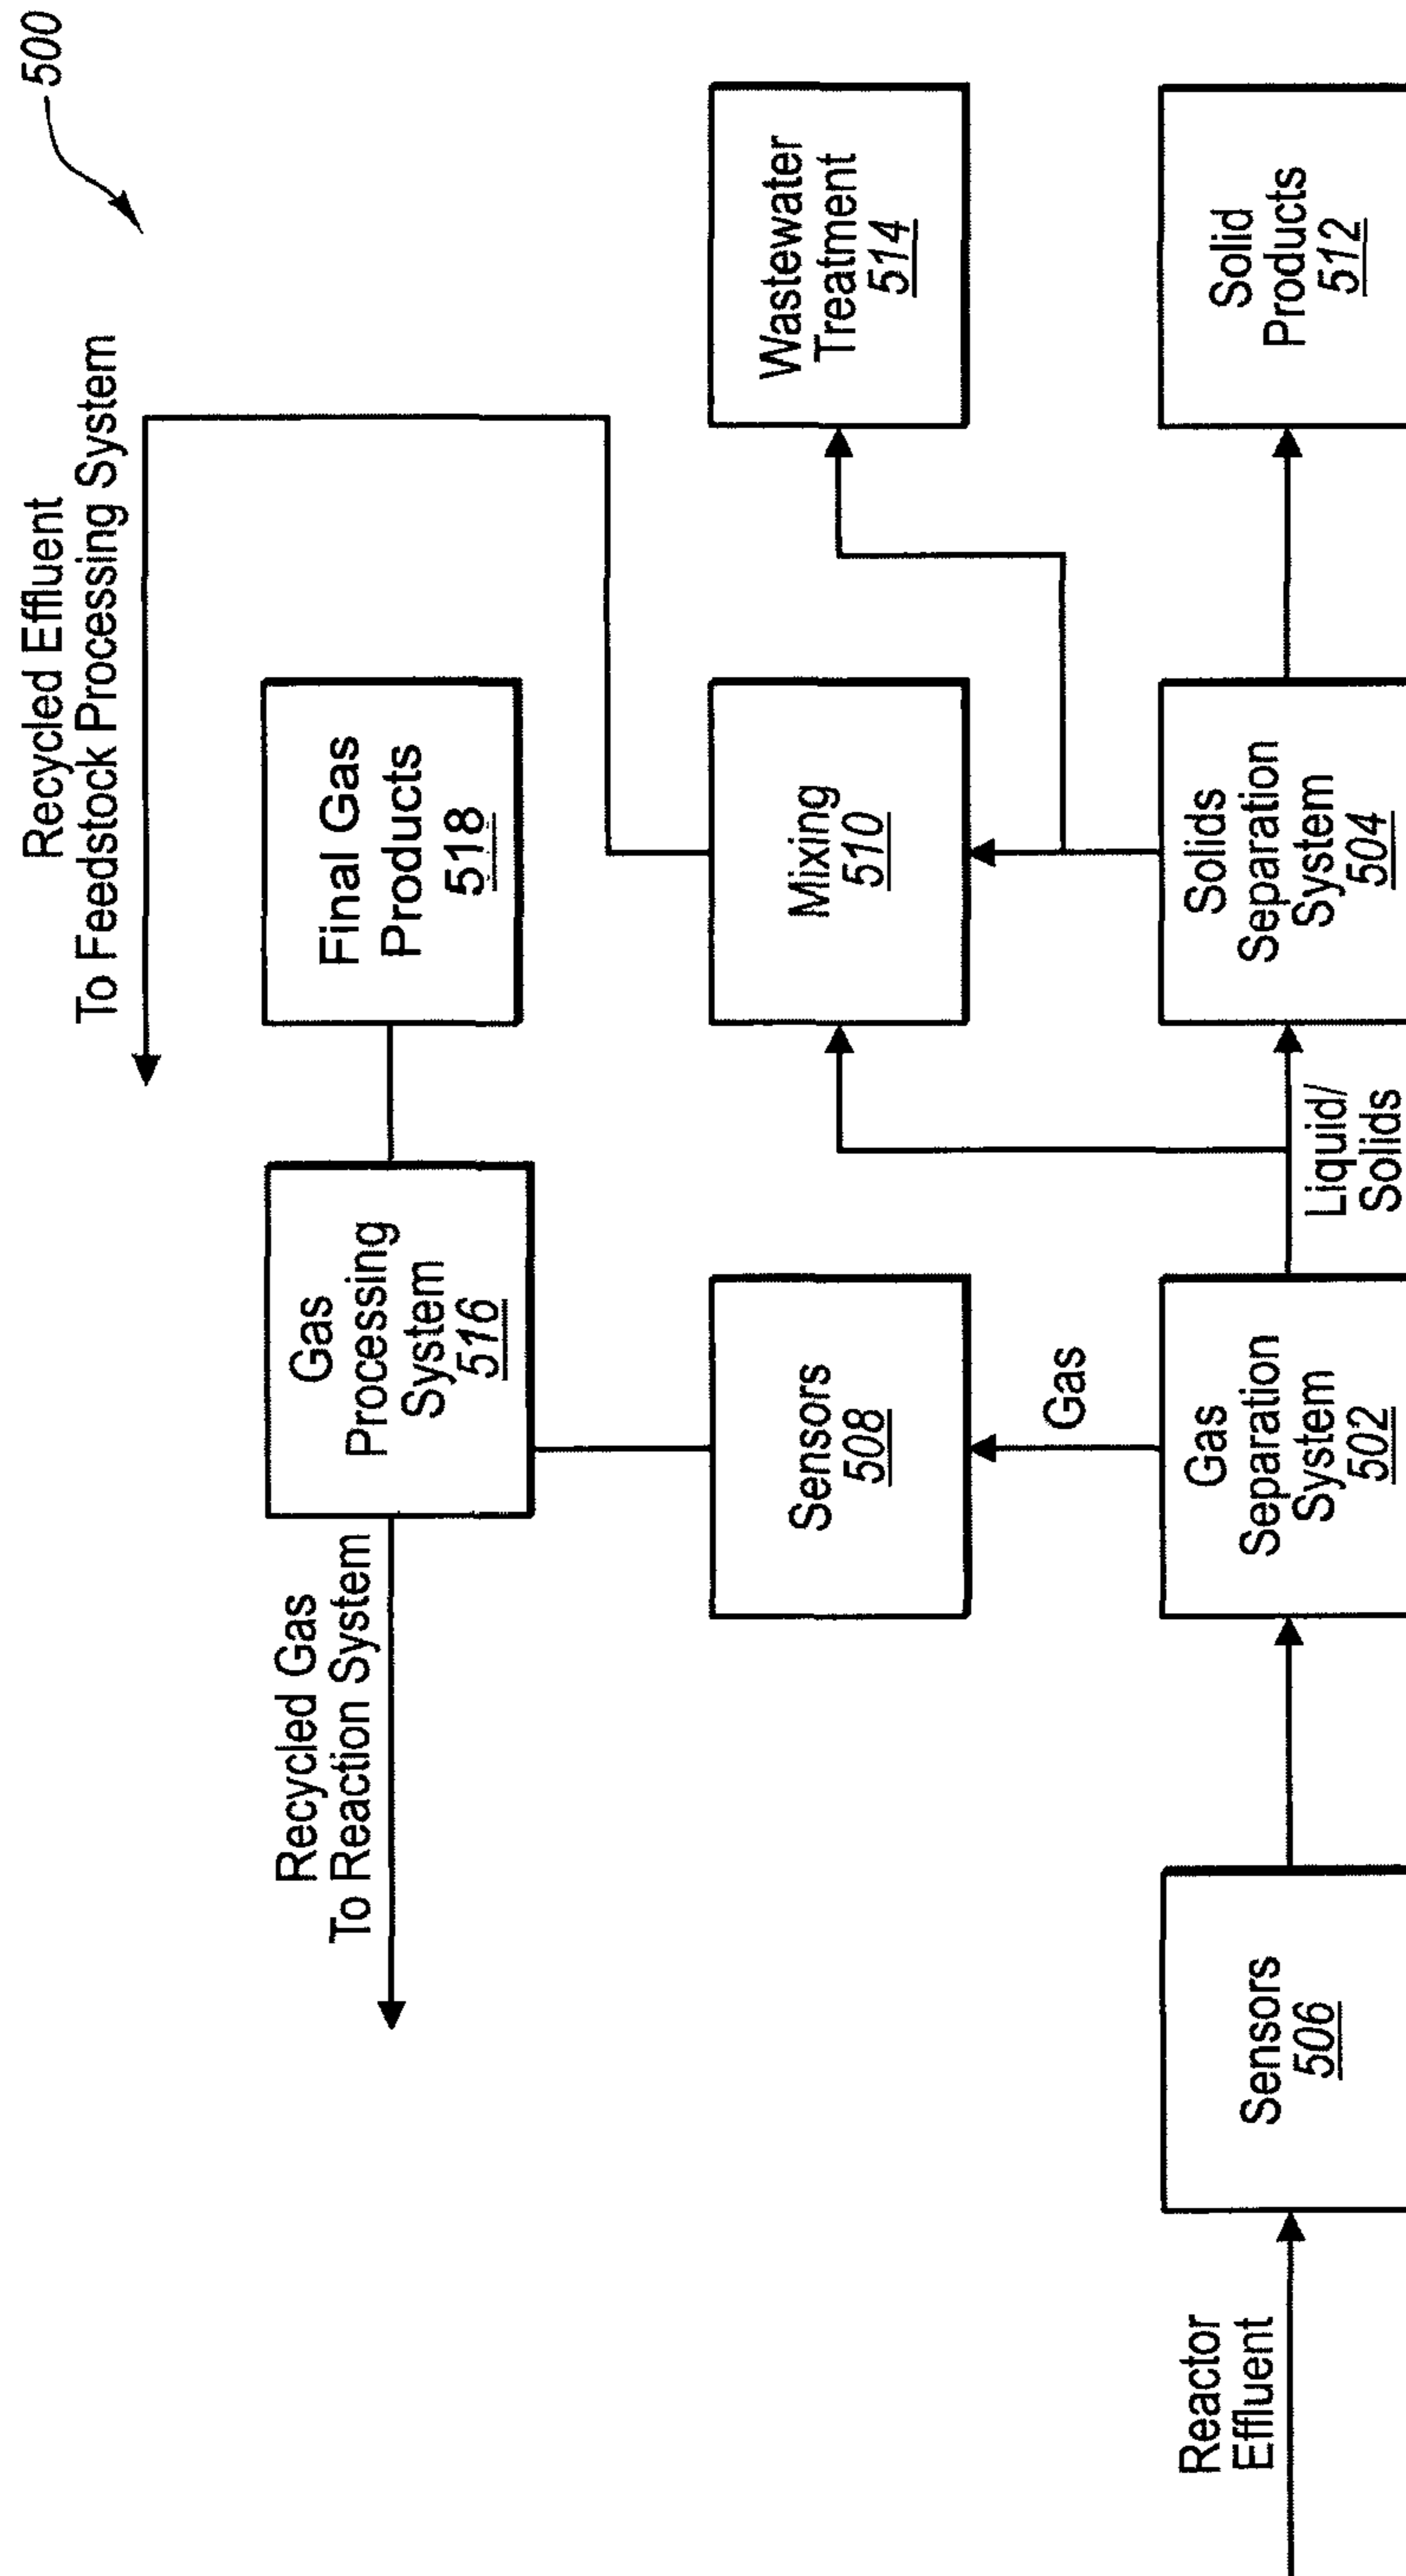 500
Recycled Effluent
To Feedstock Processing System
Recycled Gas
To Reaction System
Gas
Processing
System
516
Final Gas
Products
518
Sensors
508
Mixing
510
Wastewater
Treatment
514
Gas
Reactor
Effluent
Sensors
506
Gas
Separation
System
502
Liquid/
Solids
Solids
Separation
System
504
Solid
Products
512